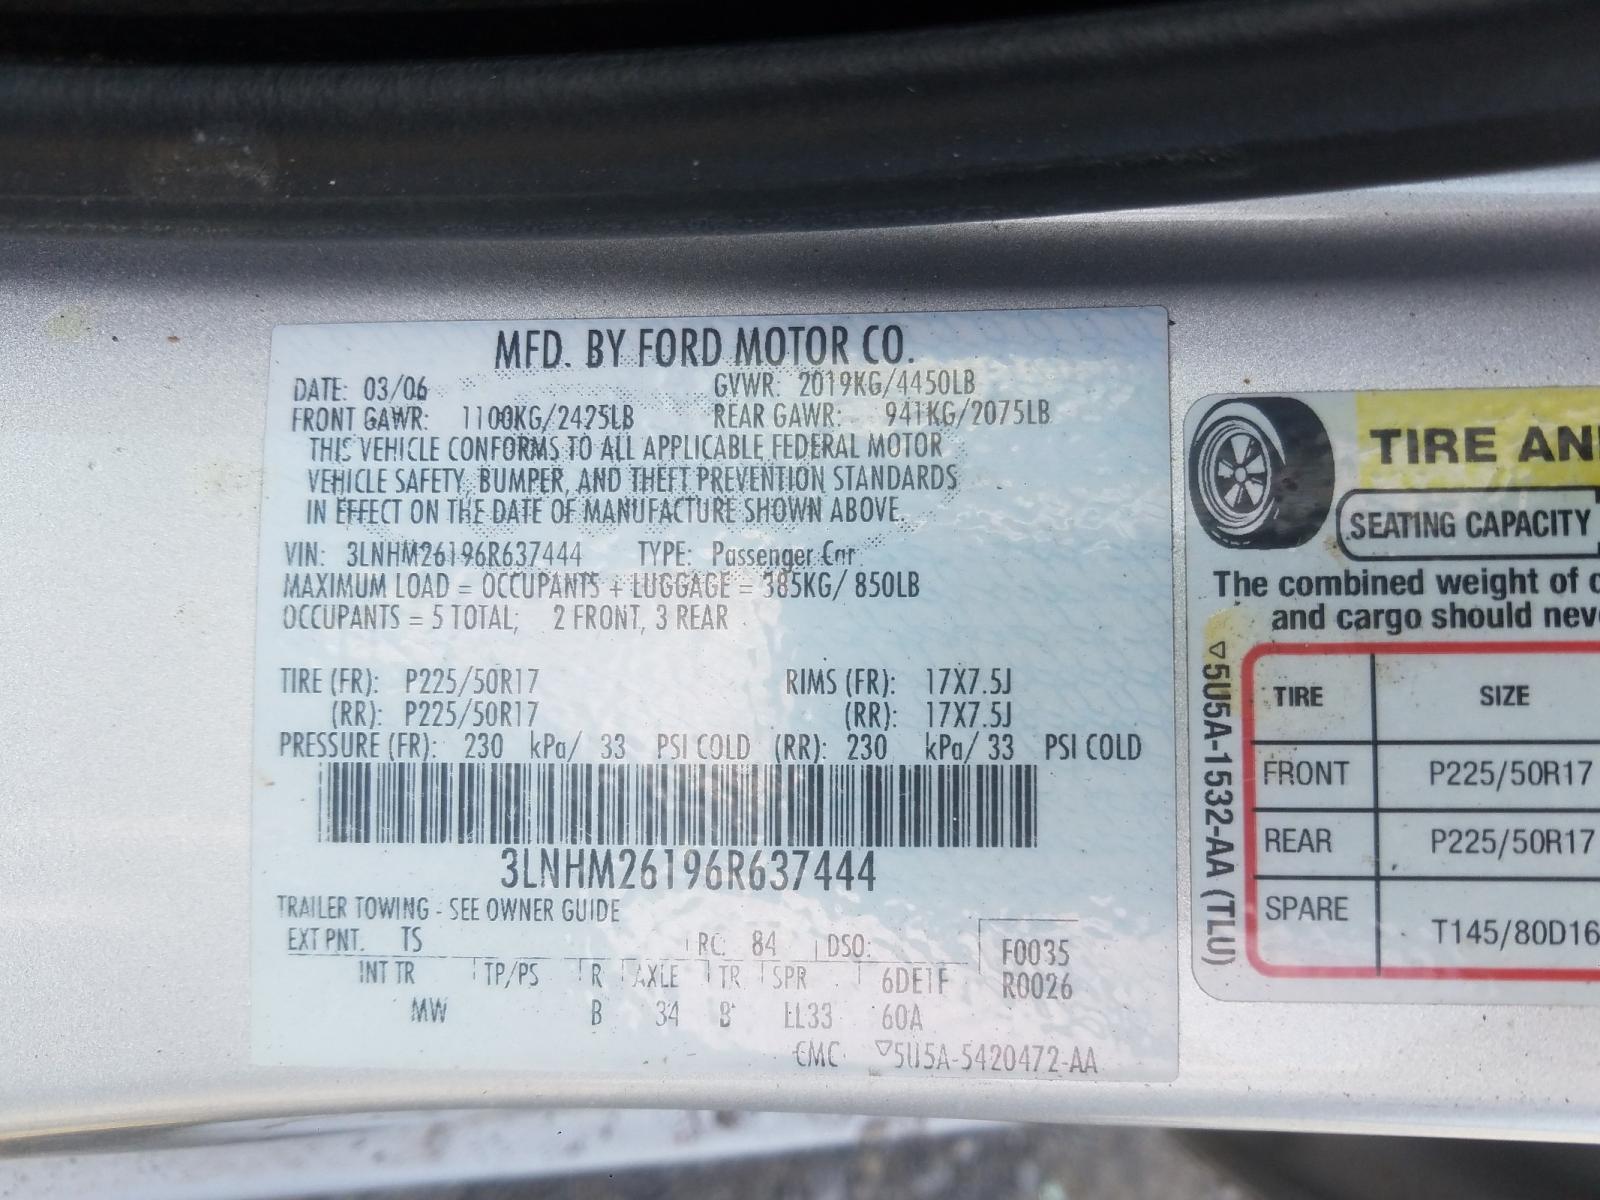 MFD. BY FORD MOTOR CO.
DATE: 03/06 GVWR: 2019KG/4450LB
FRONT GAWR: 1100KG/2425LB REAR GAWR: 941KG/2075LB
THIS VEHICLE CONFORMS TO ALL APPLICABLE FEDERAL MOTOR
VEHICLE SAFETY, BUMPER, AND THEFT PREVENTION STANDARDS
IN EFFECT ON THE DATE OF MANUFACTURE SHOWN ABOVE.
VIN: 3LNHM26196R637444 TYPE: Passenger Car
MAXIMUM LOAD = OCCUPANTS + LUGGAGE = 385KG/ 850LB
OCCUPANTS = 5 TOTAL; 2 FRONT, 3 REAR
TIRE (FR): P225/50R17 RIMS (FR): 17X7.5J
(RR): P225/50R17 (RR): 17X7.5J
PRESSURE (FR): 230 kPa/ 33 PSI COLD (RR): 230 kPa/ 33 PSI COLD
3LNHM26196R637444
TRAILER TOWING - SEE OWNER GUIDE
EXT PNT. TS RC: 84 DSO: F0035
INT TR TP/PS R AXLE TR SPR 6DE1F R0026
MW B 34 B LL33 60A
CMC ▽5U5A-5420472-AA
TIRE AN
SEATING CAPACITY
The combined weight of
and cargo should nev
▽5U5A-1532-AA (TLU)
TIRE SIZE
FRONT P225/50R17
REAR P225/50R17
SPARE T145/80D16